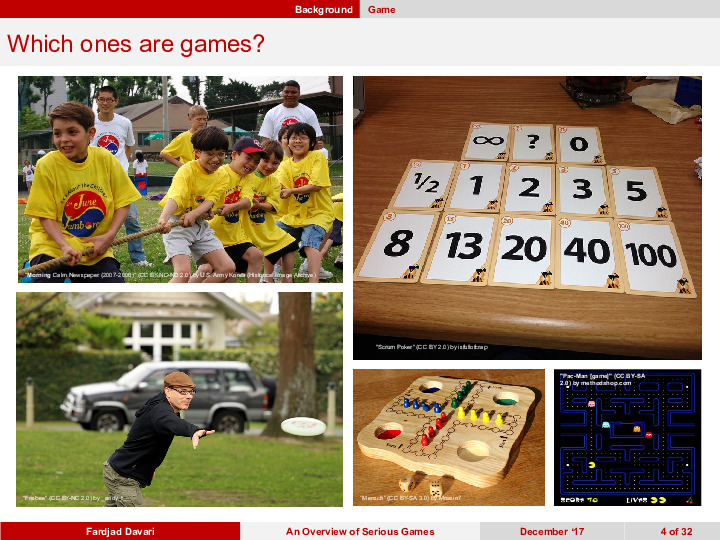 Background Game
Which ones are games?
"Morning Calm Newspaper (2007-2008)" (CC BY-NC-ND 2.0) by U.S. Army Korea (Historical Image Archive)
June
∞ ? 0
1/2 1 2 3 5
8 13 20 40 100
"Scrum Poker" (CC BY 2.0) by
"Frisbee" (CC BY-NC 2.0) by
"Mensch" (CC BY-SA 3.0) by
"Pac-Man [game]" (CC BY-SA
2.0) by methodshop.com
SCORE 70 LIVES
Fardjad Davari An Overview of Serious Games December ‘17 4 of 32